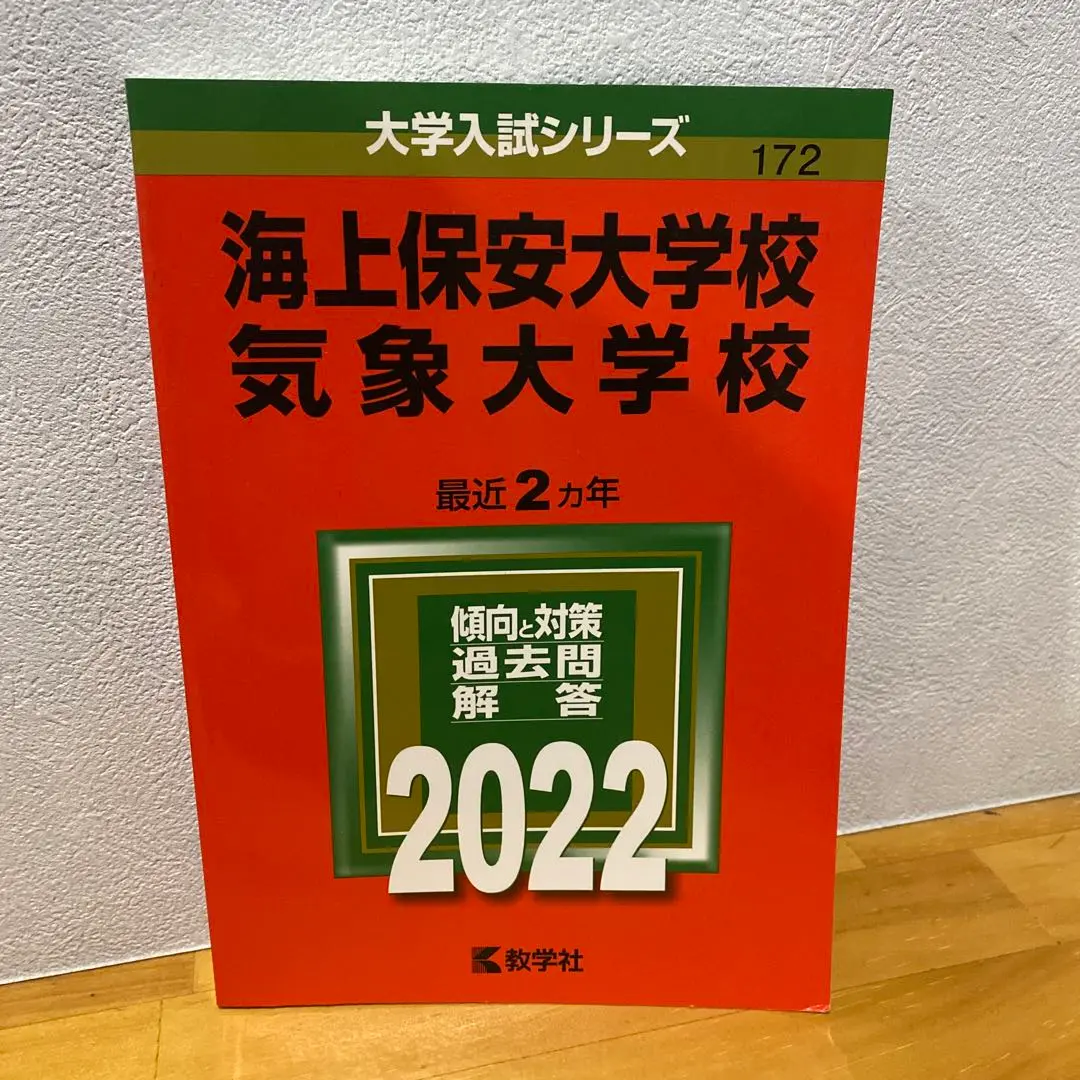 大学入試シリーズ
172
海上保安大学校
気象大学校
最近2カ年
傾向と対策
過去問
解答
2022
教学社